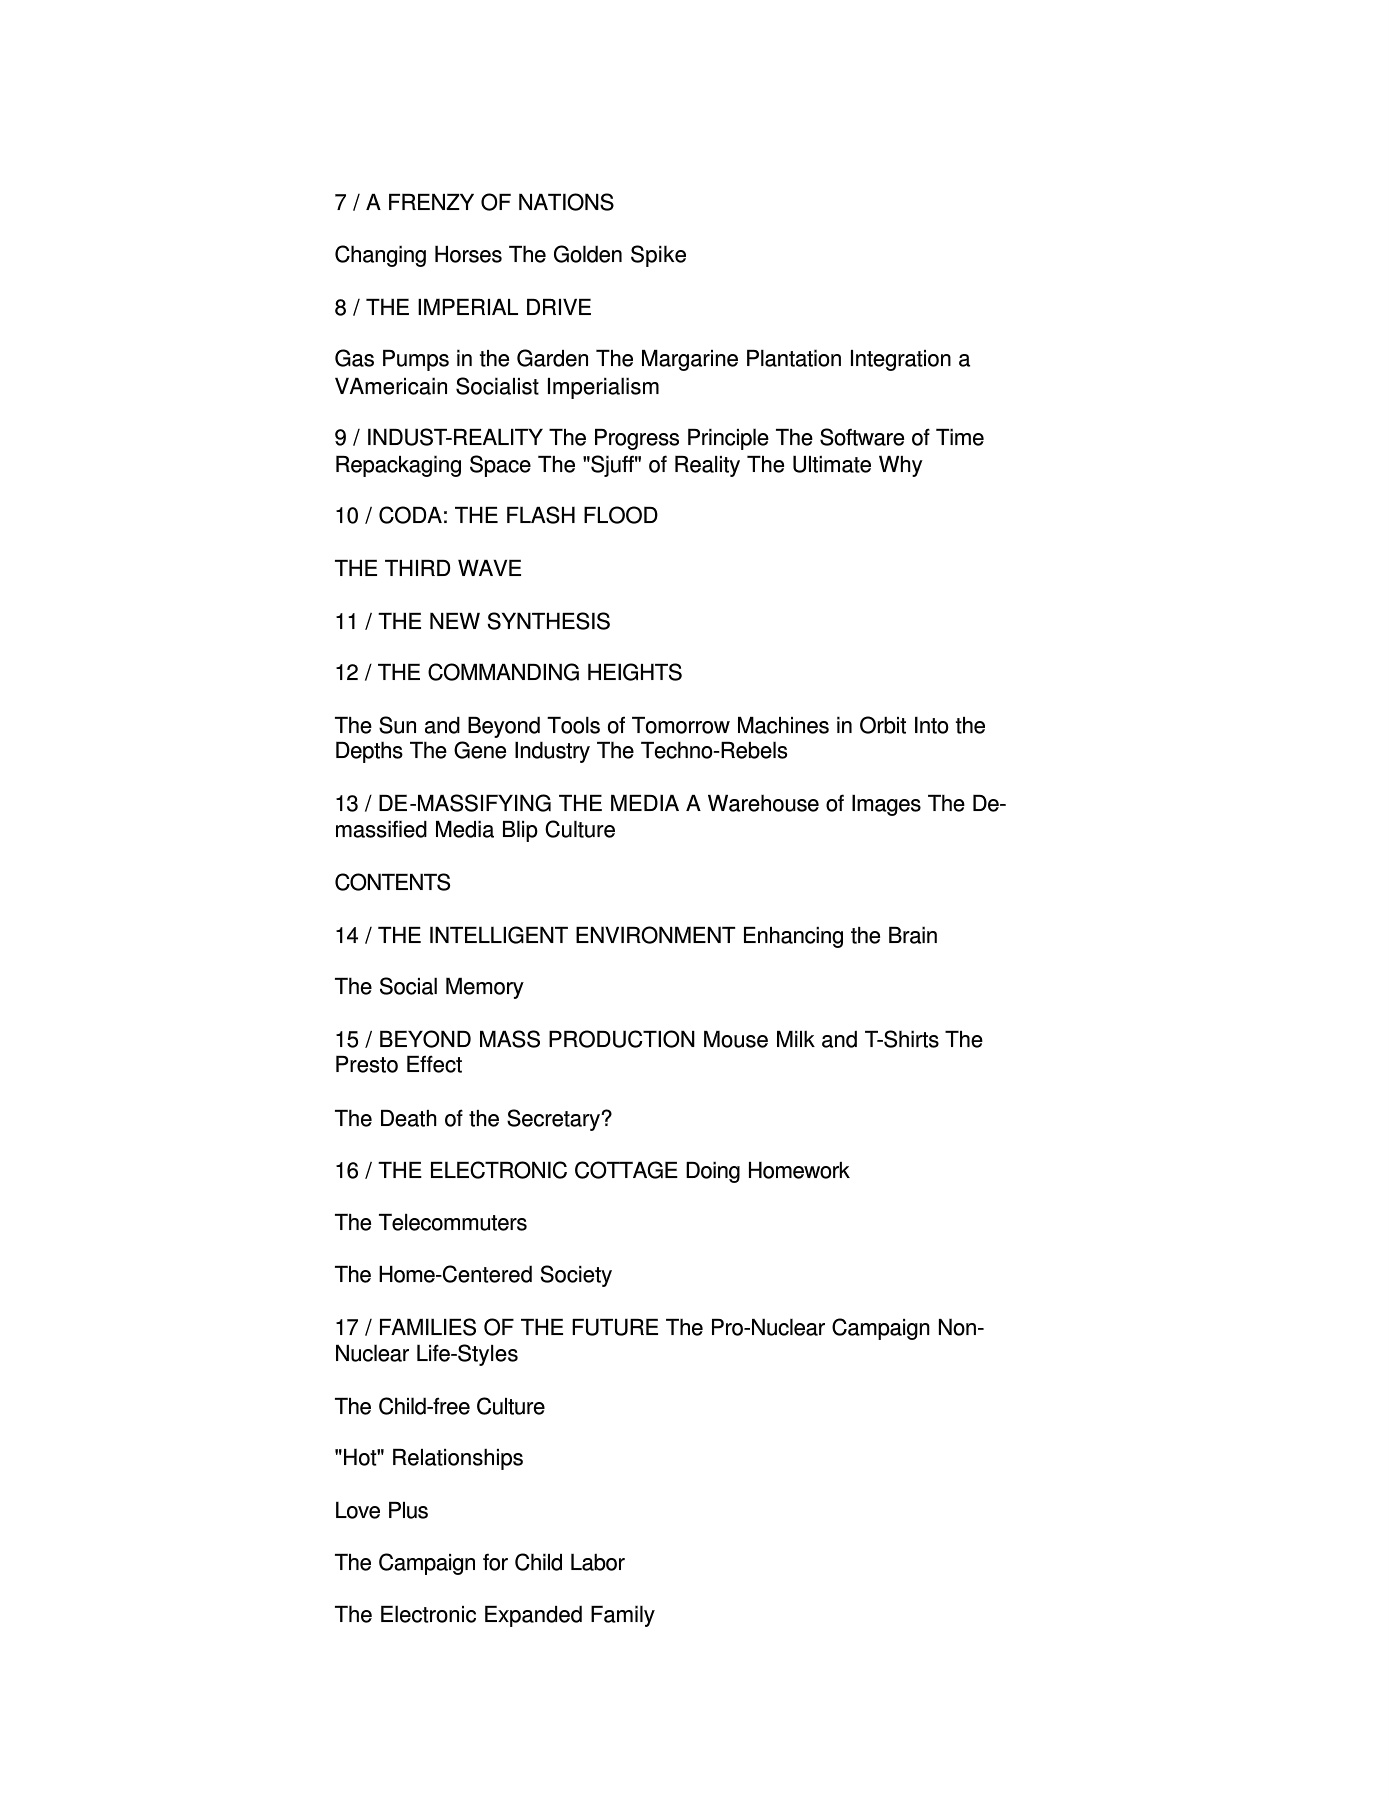 7 / A FRENZY OF NATIONS
Changing Horses The Golden Spike
8 / THE IMPERIAL DRIVE
Gas Pumps in the Garden The Margarine Plantation Integration a
VAmericain Socialist Imperialism
9 / INDUST-REALITY The Progress Principle The Software of Time
Repackaging Space The "Sjuff" of Reality The Ultimate Why
10 / CODA: THE FLASH FLOOD
THE THIRD WAVE
11 / THE NEW SYNTHESIS
12 / THE COMMANDING HEIGHTS
The Sun and Beyond Tools of Tomorrow Machines in Orbit Into the
Depths The Gene Industry The Techno-Rebels
13 / DE-MASSIFYING THE MEDIA A Warehouse of Images The De-
massified Media Blip Culture
CONTENTS
14 / THE INTELLIGENT ENVIRONMENT Enhancing the Brain
The Social Memory
15 / BEYOND MASS PRODUCTION Mouse Milk and T-Shirts The
Presto Effect
The Death of the Secretary?
16 / THE ELECTRONIC COTTAGE Doing Homework
The Telecommuters
The Home-Centered Society
17 / FAMILIES OF THE FUTURE The Pro-Nuclear Campaign Non-
Nuclear Life-Styles
The Child-free Culture
"Hot" Relationships
Love Plus
The Campaign for Child Labor
The Electronic Expanded Family